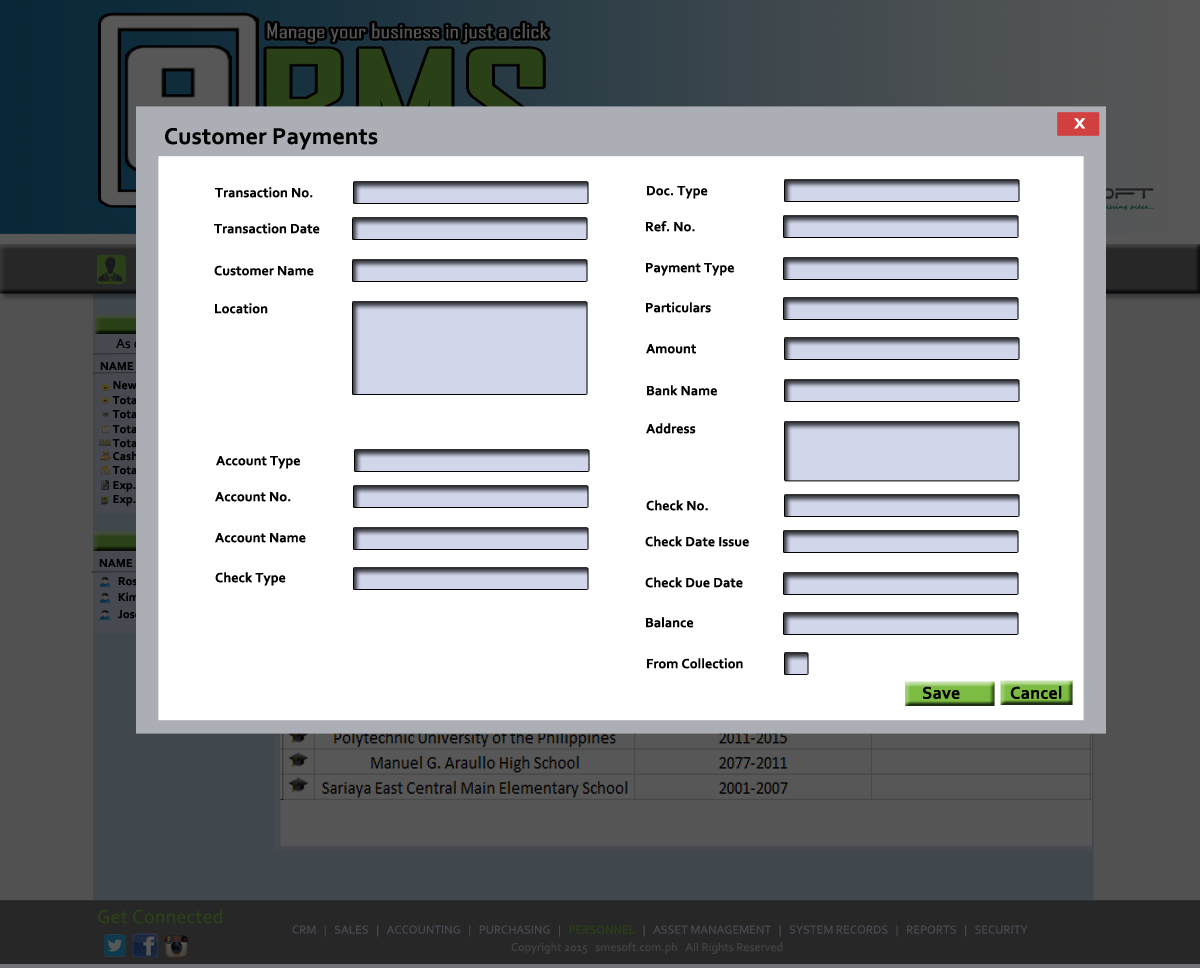 Manage your business in just a click
BMS
Customer Payments
X
Transaction No.
Transaction Date
Customer Name
Location
Account Type
Account No.
Account Name
Check Type
Doc. Type
Ref. No.
Payment Type
Particulars
Amount
Bank Name
Address
Check No.
Check Date Issue
Check Due Date
Balance
From Collection
Save Cancel
As
NAME
New
Tota
Tota
Tota
Tota
Cash
Tota
Exp.
Exp.
NAME
Ros
Kim
Jose
Polytechnic University of the Philippines 2011-2015
Manuel G. Araullo High School 2077-2011
Sariaya East Central Main Elementary School 2001-2007
Get Connected
CRM | SALES | ACCOUNTING | PURCHASING | PERSONNEL | ASSET MANAGEMENT | SYSTEM RECORDS | REPORTS | SECURITY
Copyright 2015 smesoft.com.ph All Rights Reserved